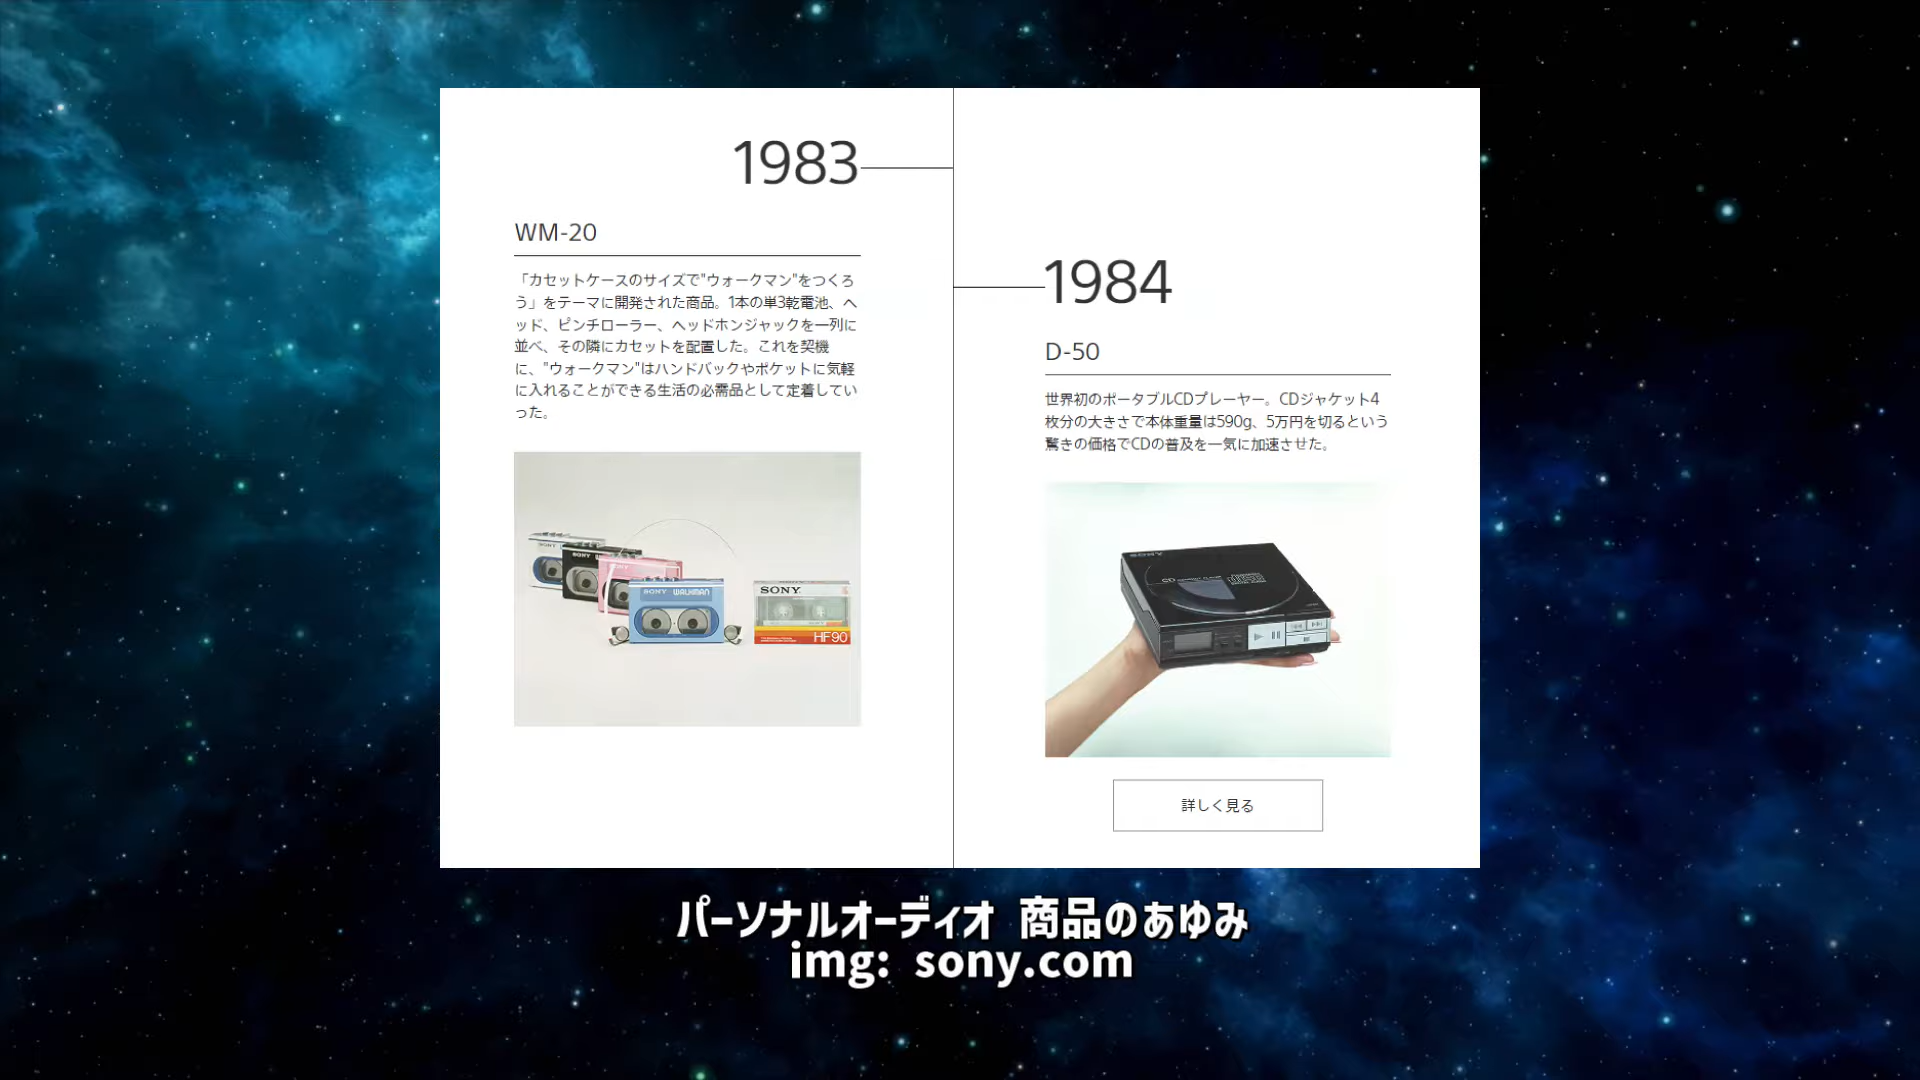 1983
WM-20
「カセットケースのサイズで"ウォークマン"をつくろ
う」をテーマに開発された商品。1本の単3乾電池、ヘ
ッド、ピンチローラー、ヘッドホンジャックを一列に
並べ、その隣にカセットを配置した。これを契機
に、"ウォークマン"はハンドバックやポケットに気軽
に入れることができる生活の必需品として定着してい
った。
SONY
SONY
SONY
SONY WALKMAN
SONY
HF90
1984
D-50
世界初のポータブルCDプレーヤー。CDジャケット4
枚分の大きさで本体重量は590g、5万円を切るという
驚きの価格でCDの普及を一気に加速させた。
SONY
CD COMPACT PLAYER
詳しく見る
パーソナルオーディオ 商品のあゆみ
img: sony.com